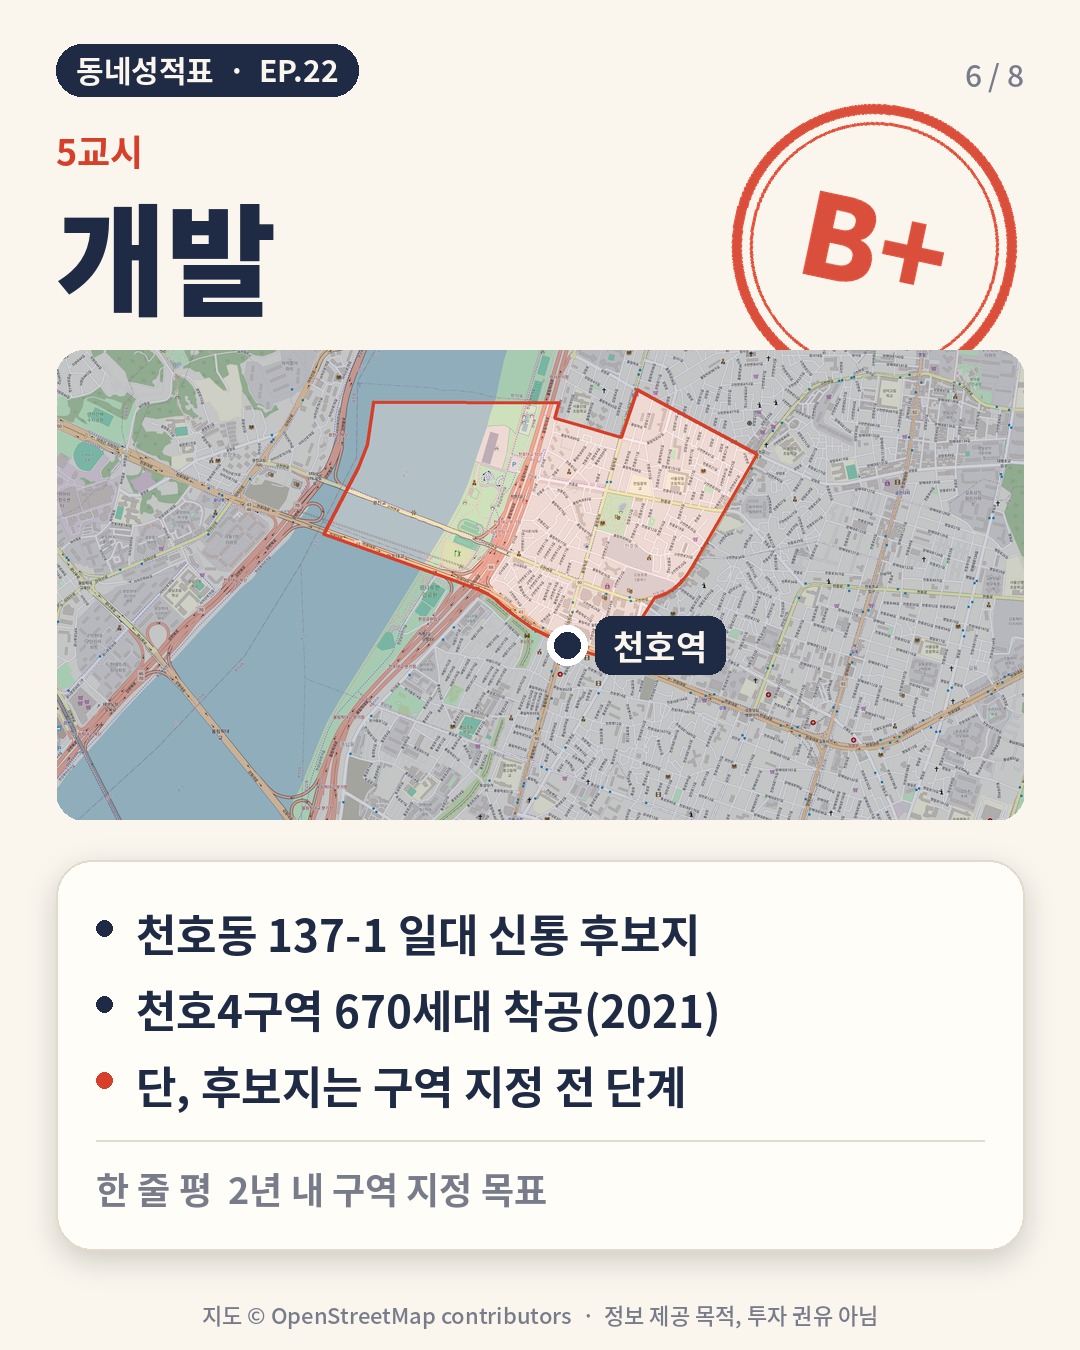 동네성적표 · EP.22
6 / 8
5교시
개발
B+
천호역
천호동 137-1 일대 신통 후보지
천호4구역 670세대 착공(2021)
단, 후보지는 구역 지정 전 단계
한 줄 평 2년 내 구역 지정 목표
지도 © OpenStreetMap contributors · 정보 제공 목적, 투자 권유 아님